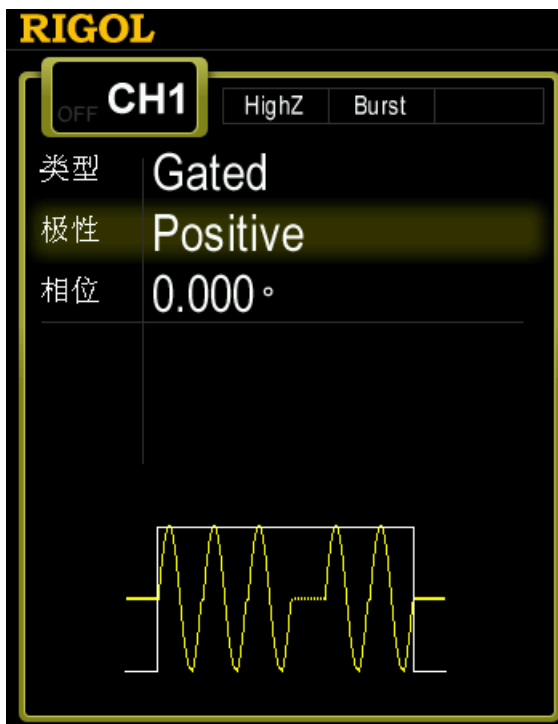 RIGOL
OFF CH1 HighZ Burst
类型 Gated
极性 Positive
相位 0.000°